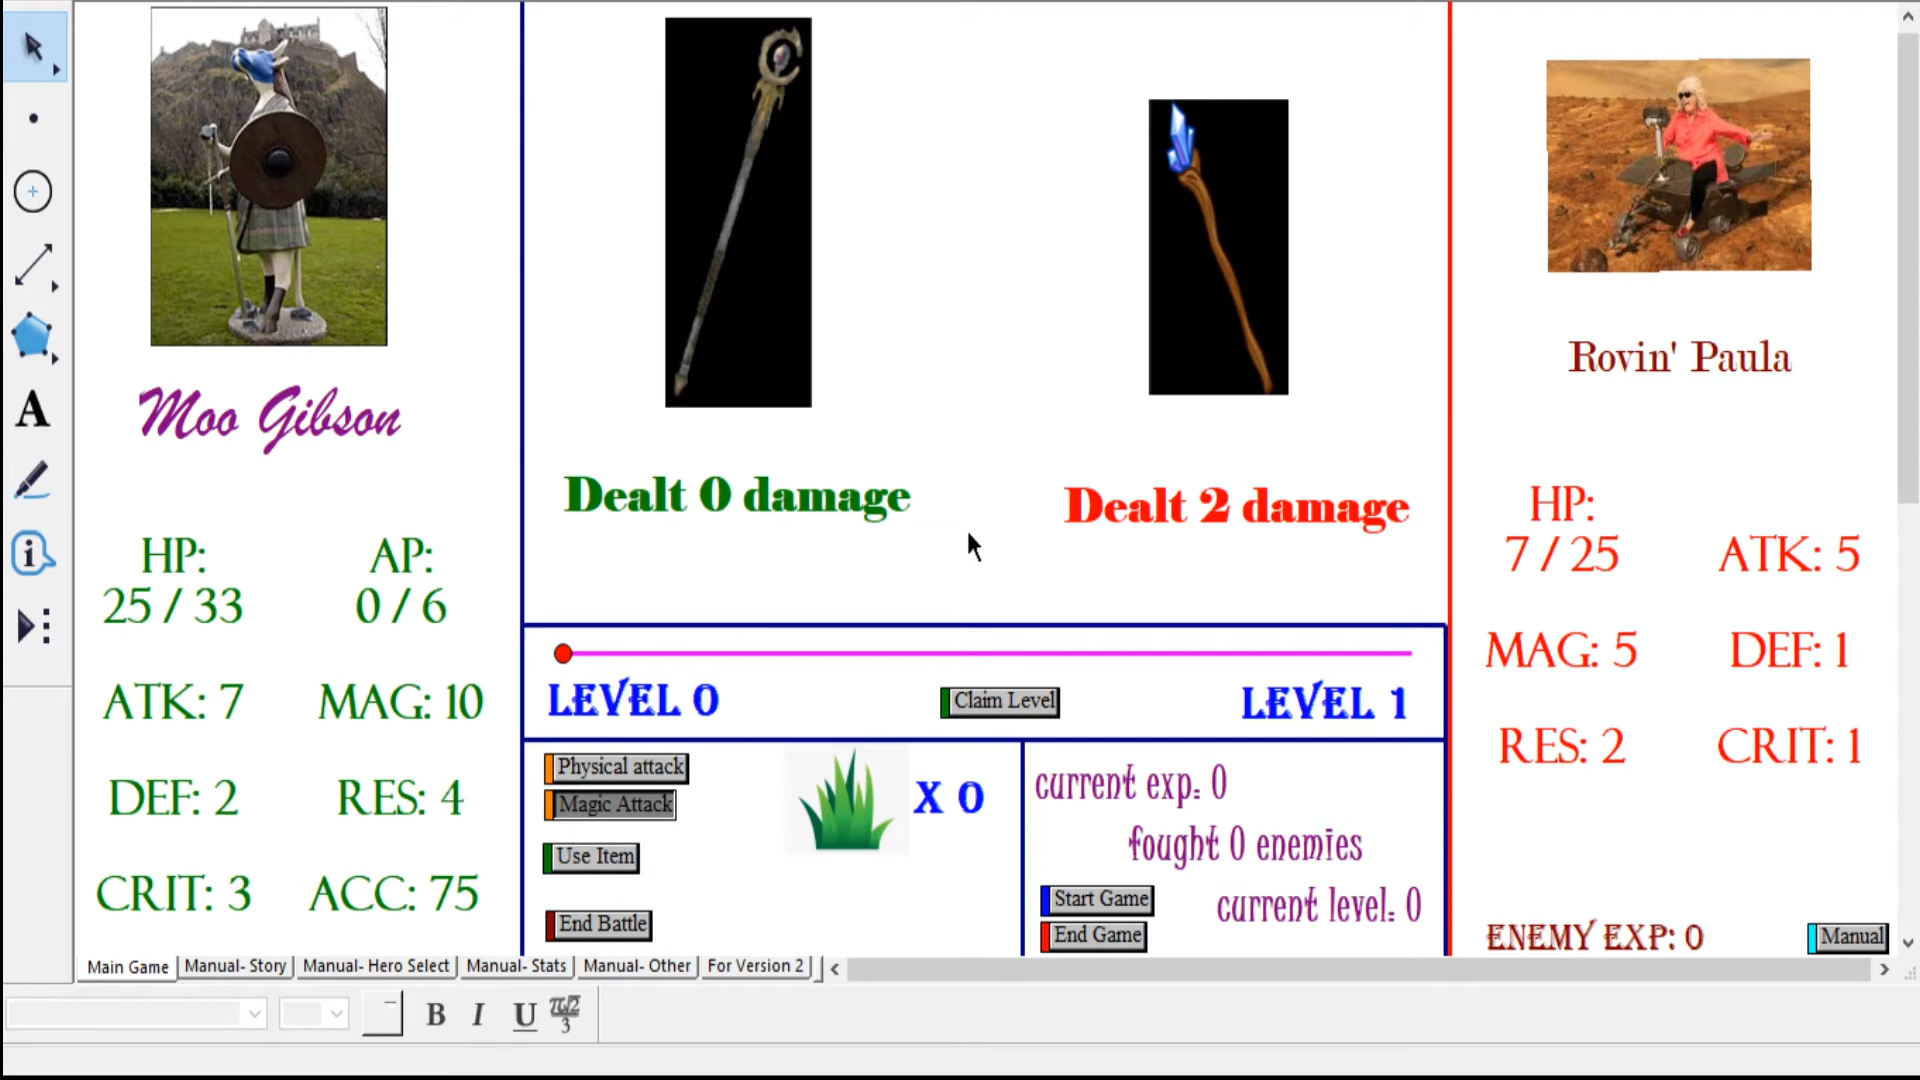 Moo Gibson
HP:
25 / 33
AP:
0 / 6
ATK: 7
MAG: 10
DEF: 2
RES: 4
CRIT: 3
ACC: 75
Dealt 0 damage
Dealt 2 damage
LEVEL 0
Claim Level
LEVEL 1
Physical attack
Magic Attack
Use Item
End Battle
X 0
current exp: 0
fought 0 enemies
current level: 0
Start Game
End Game
Rovin' Paula
HP:
7 / 25
ATK: 5
MAG: 5
DEF: 1
RES: 2
CRIT: 1
ENEMY EXP: 0
Manual
Main Game
Manual- Story
Manual- Hero Select
Manual- Stats
Manual- Other
For Version 2
A
i
B I U π√2/3